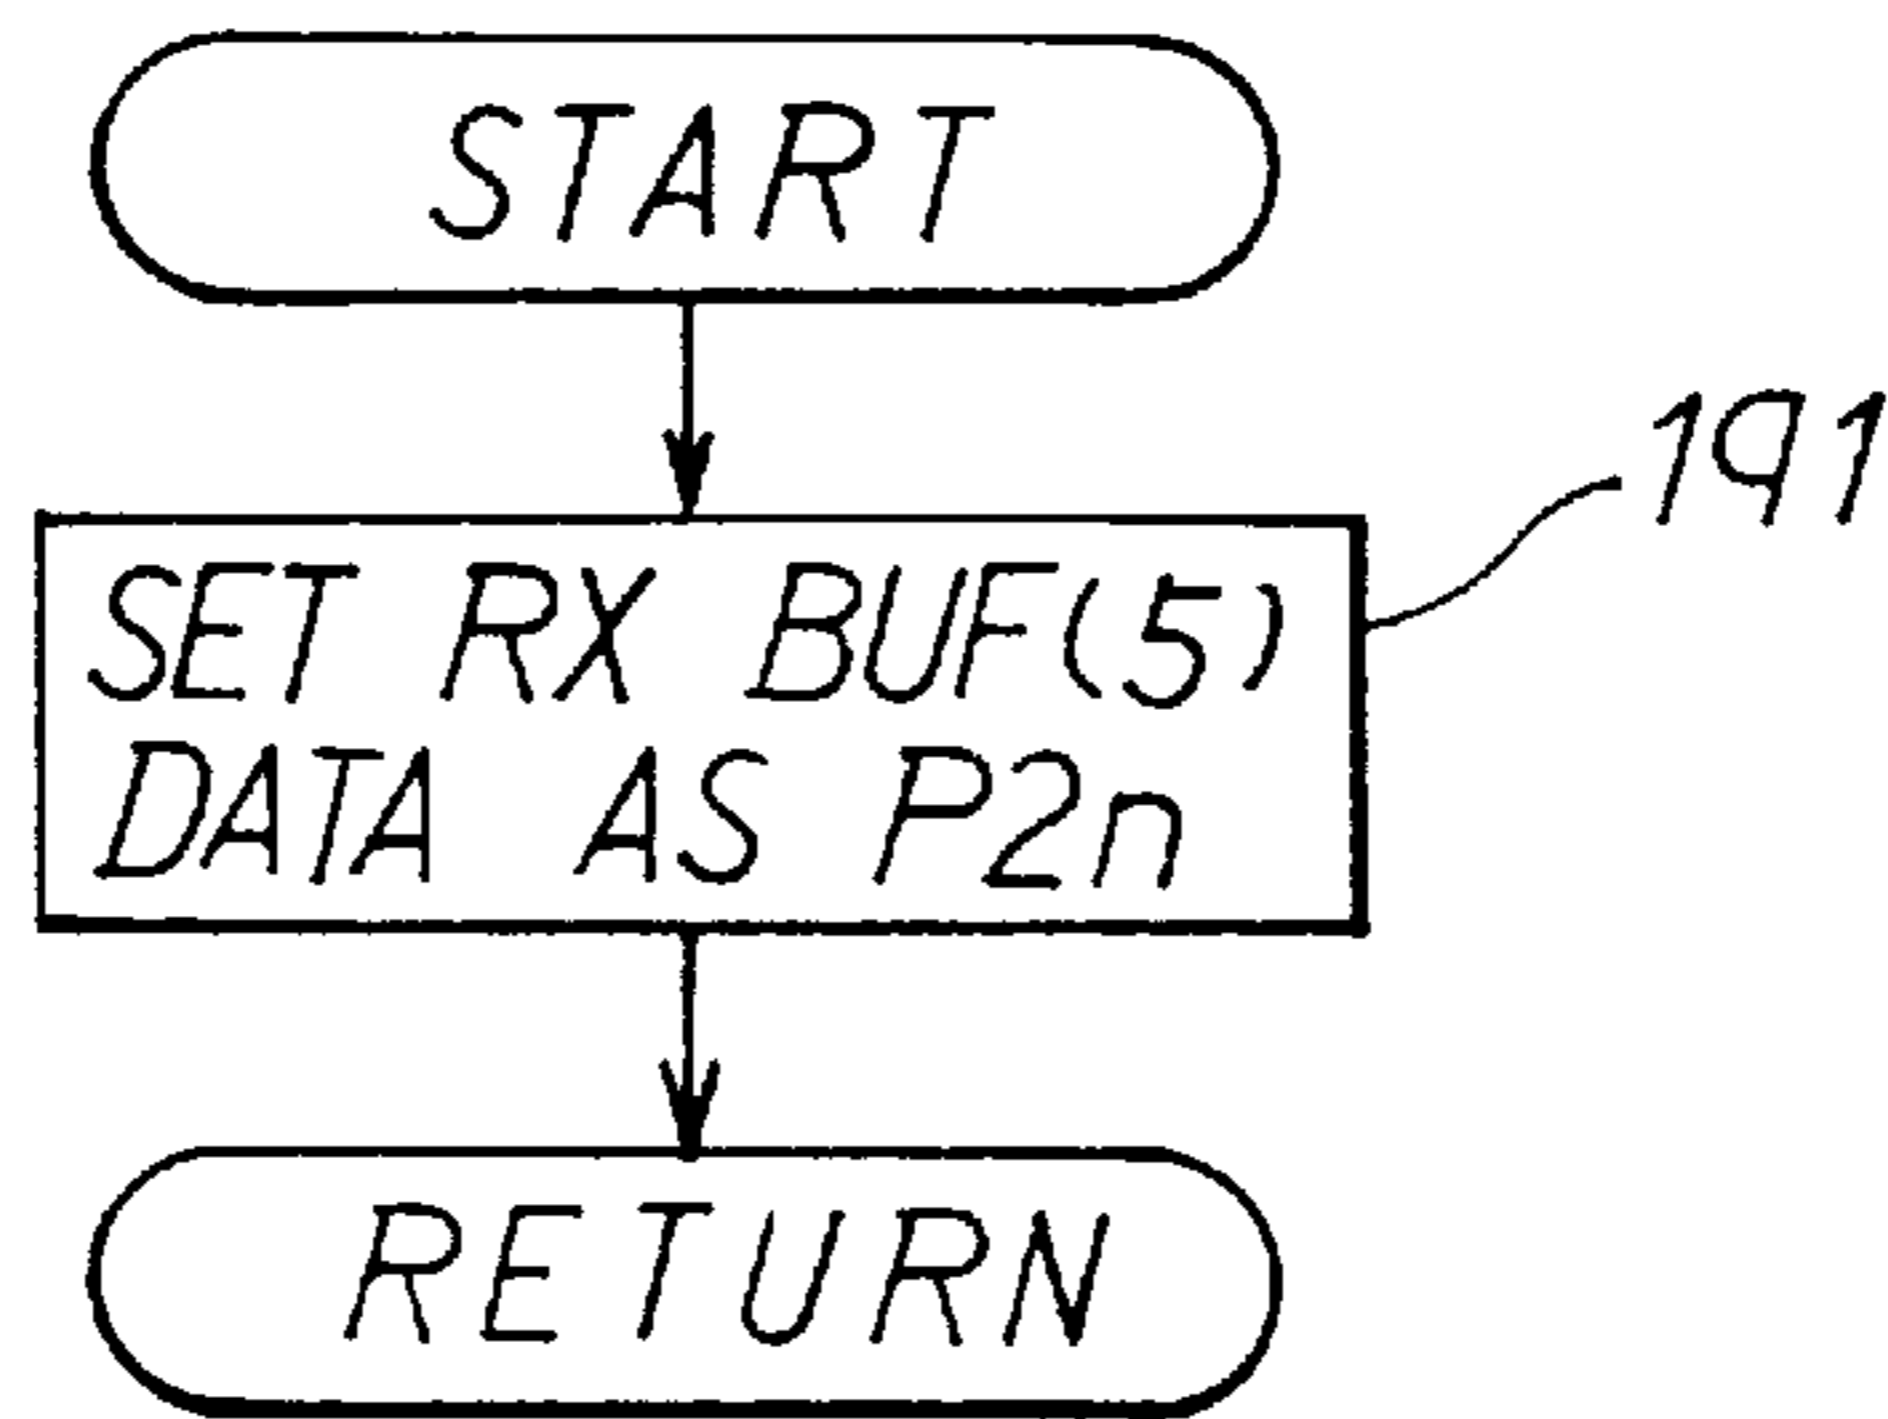 START
191
SET RX BUF(5)
DATA AS P2n
RETURN